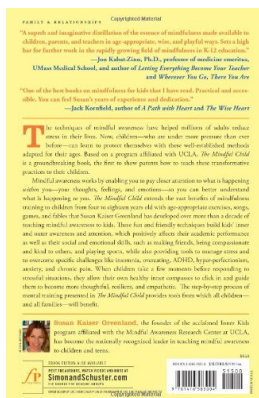 Copyrighted Material
FAMILY & RELATIONSHIPS
"A superb and imaginative distillation of the essence of mindfulness made available to
children, parents, and teachers in age-appropriate, wise, and playful ways. Sets a high
bar for further work in the rapidly growing field of mindfulness in K-12 education."
—Jon Kabat-Zinn, Ph.D., professor of medicine emeritus,
UMass Medical School, and author of Letting Everything Become Your Teacher
and Wherever You Go, There You Are
"One of the best books on mindfulness for kids that I have read. Practical and acces-
sible. You can feel Susan's years of experience and dedication."
—Jack Kornfield, author of A Path with Heart and The Wise Heart
The techniques of mindful awareness have helped millions of adults reduce
stress in their lives. Now, children—who are under more pressure than ever
before—can learn to protect themselves with these well-established methods
adapted for their ages. Based on a program affiliated with UCLA, The Mindful Child
is a groundbreaking book, the first to show parents how to teach these transformative
practices to their children.
Mindful awareness works by enabling you to pay closer attention to what is happening
within you—your thoughts, feelings, and emotions—so you can better understand
what is happening to you. The Mindful Child extends the vast benefits of mindfulness
training to children from four to eighteen years old with age-appropriate exercises, songs,
games, and fables that Susan Kaiser Greenland has developed over more than a decade of
teaching mindful awareness to kids. These fun and friendly techniques build kids' inner
and outer awareness and attention, which positively affects their academic performance
as well as their social and emotional skills, such as making friends, being compassionate
and kind to others, and playing sports, while also providing tools to manage stress and
to overcome specific challenges like insomnia, overeating, ADHD, hyper-perfectionism,
anxiety, and chronic pain. When children take a few moments before responding to
stressful situations, they allow their own healthy inner compasses to click in and guide
them to become more thoughtful, resilient, and empathetic. The step-by-step process of
mental training presented in The Mindful Child provides tools from which all children—
and all families—will benefit.
Susan Kaiser Greenland, the founder of the acclaimed Inner Kids
program affiliated with the Mindful Awareness Research Center at UCLA,
has become the nationally recognized leader in teaching mindful awareness
to children and teens.
SimonandSchuster.com
Copyrighted Material